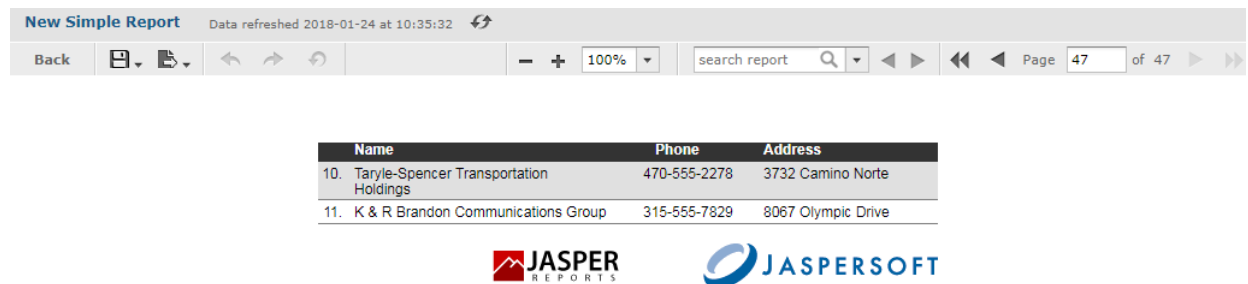 New Simple Report Data refreshed 2018-01-24 at 10:35:32
Back 100% search report Page 47 of 47
Name Phone Address
10. Taryle-Spencer Transportation Holdings 470-555-2278 3732 Camino Norte
11. K & R Brandon Communications Group 315-555-7829 8067 Olympic Drive
JASPER REPORTS JASPERSOFT